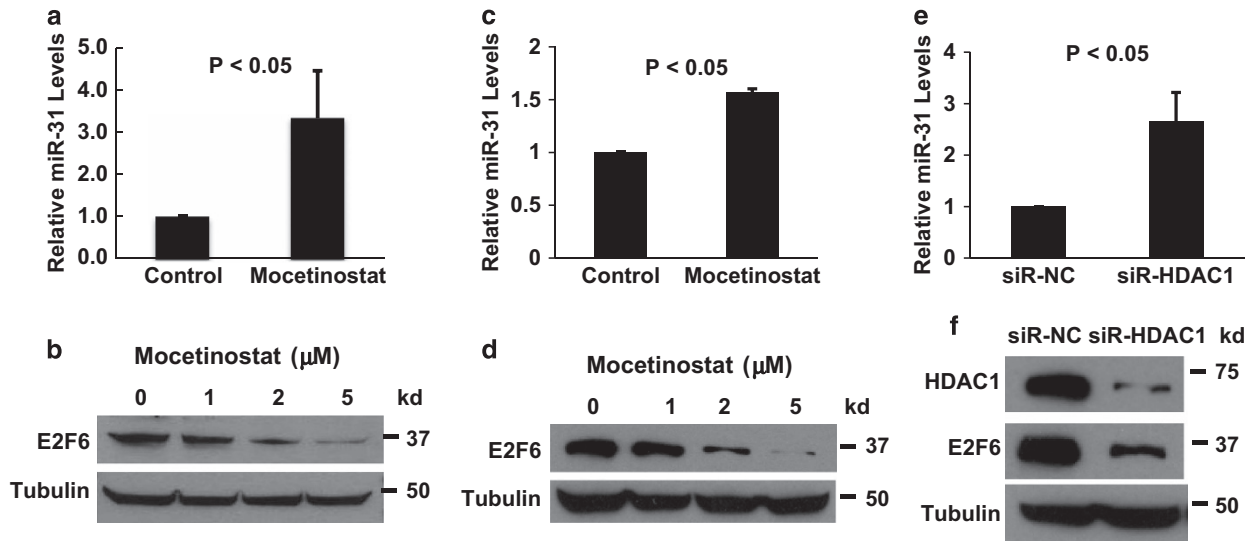 a
Relative miR-31 Levels
5.0
4.0
3.0
2.0
1.0
0.0
P < 0.05
Control Mocetinostat
c
Relative miR-31 Levels
2
1.5
1
0.5
0
P < 0.05
Control Mocetinostat
e
Relative miR-31 Levels
4
3
2
1
0
P < 0.05
siR-NC siR-HDAC1
b
Mocetinostat (μM)
0 1 2 5 kd
E2F6 37
Tubulin 50
d
Mocetinostat (μM)
0 1 2 5 kd
E2F6 37
Tubulin 50
f
siR-NC siR-HDAC1 kd
HDAC1 75
E2F6 37
Tubulin 50